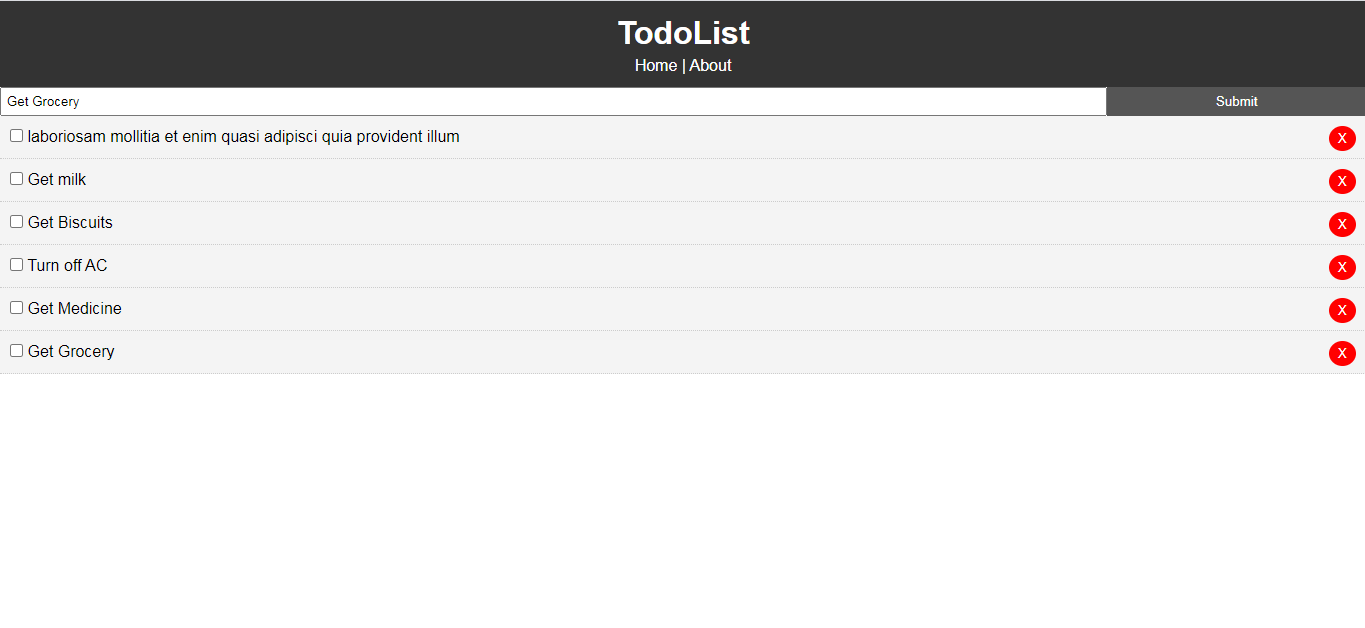 TodoList
Home | About
Get Grocery
Submit
laboriosam mollitia et enim quasi adipisci quia provident illum
X
Get milk
X
Get Biscuits
X
Turn off AC
X
Get Medicine
X
Get Grocery
X